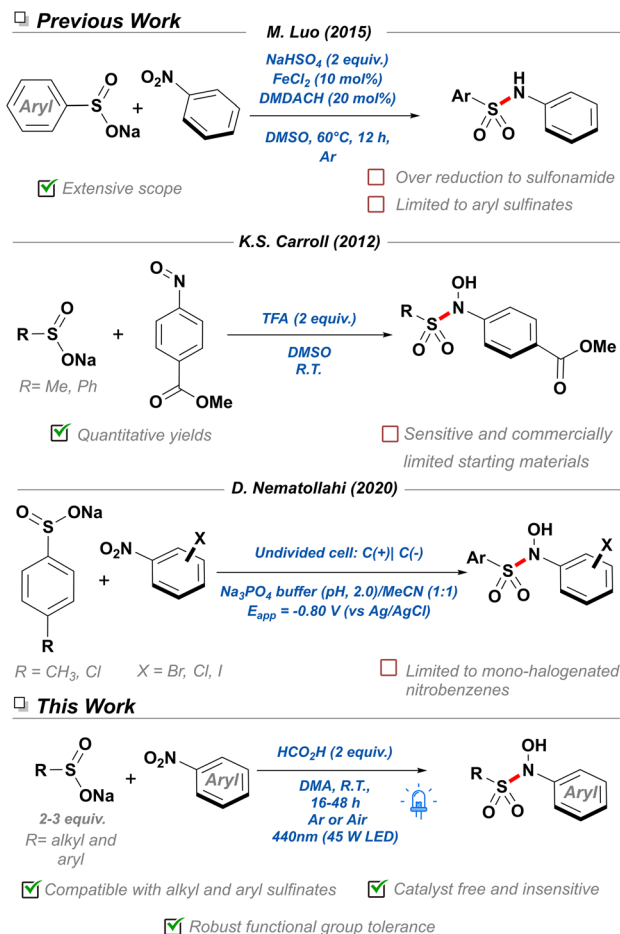 Previous Work
M. Luo (2015)
Aryl
S
O
ONa
+
O₂N
NaHSO₄ (2 equiv.)
FeCl₂ (10 mol%)
DMDACH (20 mol%)
DMSO, 60°C, 12 h,
Ar
Ar
S
O O
H
N
Extensive scope
Over reduction to sulfonamide
Limited to aryl sulfinates
K.S. Carroll (2012)
R
S
O
ONa
R= Me, Ph
+
O
N
O
OMe
TFA (2 equiv.)
DMSO
R.T.
R
S
O O
N
OH
O
OMe
Quantitative yields
Sensitive and commercially
limited starting materials
D. Nematollahi (2020)
O
S
ONa
R
+
O₂N
X
Undivided cell: C(+)| C(-)
Na₃PO₄ buffer (pH, 2.0)/MeCN (1:1)
Eapp = -0.80 V (vs Ag/AgCl)
Ar
S
O O
N
OH
X
R = CH₃, Cl
X = Br, Cl, I
Limited to mono-halogenated
nitrobenzenes
This Work
R
S
O
ONa
2-3 equiv.
R= alkyl and
aryl
+
O₂N
Aryl
HCO₂H (2 equiv.)
DMA, R.T.,
16-48 h
Ar or Air
440nm (45 W LED)
R
S
O O
N
OH
Aryl
Compatible with alkyl and aryl sulfinates
Catalyst free and insensitive
Robust functional group tolerance